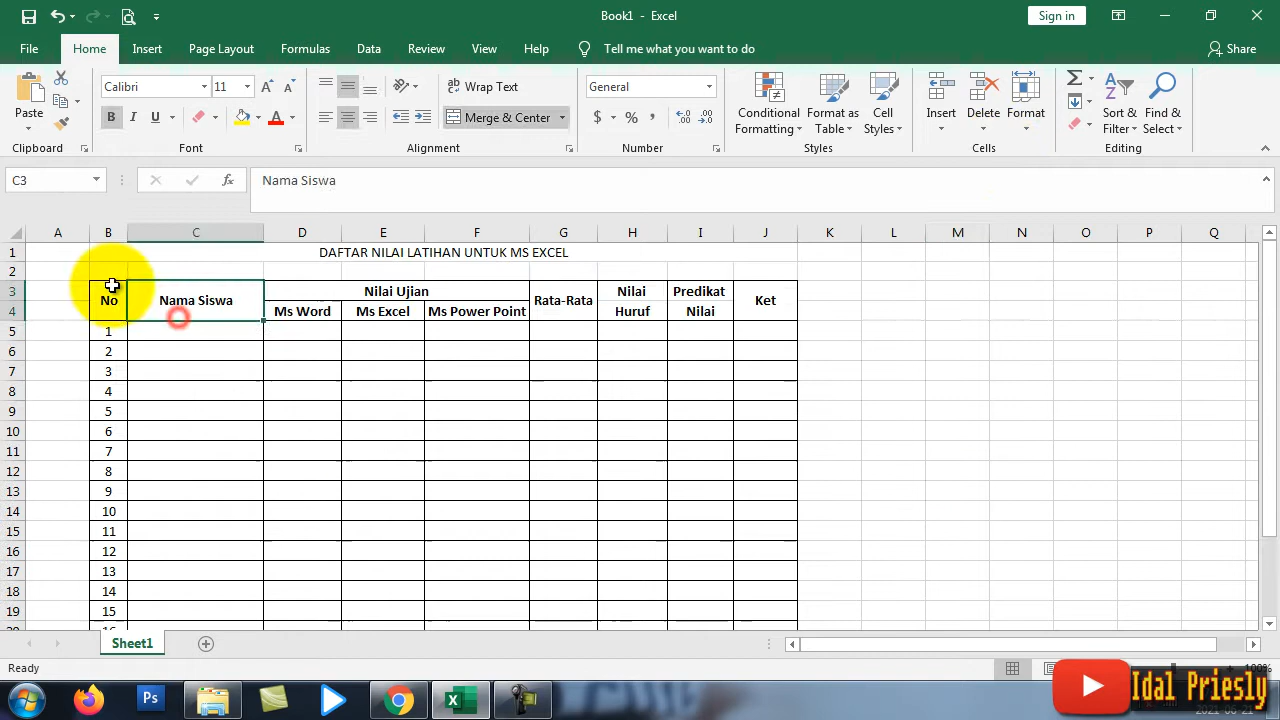 Book1 - Excel
Sign in
File Home Insert Page Layout Formulas Data Review View Help Tell me what you want to do Share
Paste
Calibri 11
Wrap Text
General
Merge & Center
Conditional Formatting
Format as Table
Cell Styles
Insert Delete Format
Sort & Filter
Find & Select
Clipboard Font Alignment Number Styles Cells Editing
C3 Nama Siswa
A B C D E F G H I J K L M N O P Q
1 DAFTAR NILAI LATIHAN UNTUK MS EXCEL
2
3 No Nama Siswa Nilai Ujian Rata-Rata Nilai Predikat Ket
4 Ms Word Ms Excel Ms Power Point Huruf Nilai
5 1
6 2
7 3
8 4
9 5
10 6
11 7
12 8
13 9
14 10
15 11
16 12
17 13
18 14
19 15
Sheet1
Ready 100%
Ps
Idal Priesly